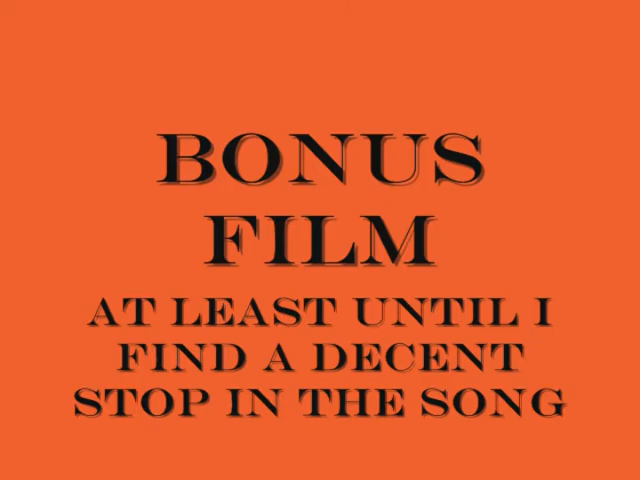 BONUS
FILM
AT LEAST UNTIL I
FIND A DECENT
STOP IN THE SONG